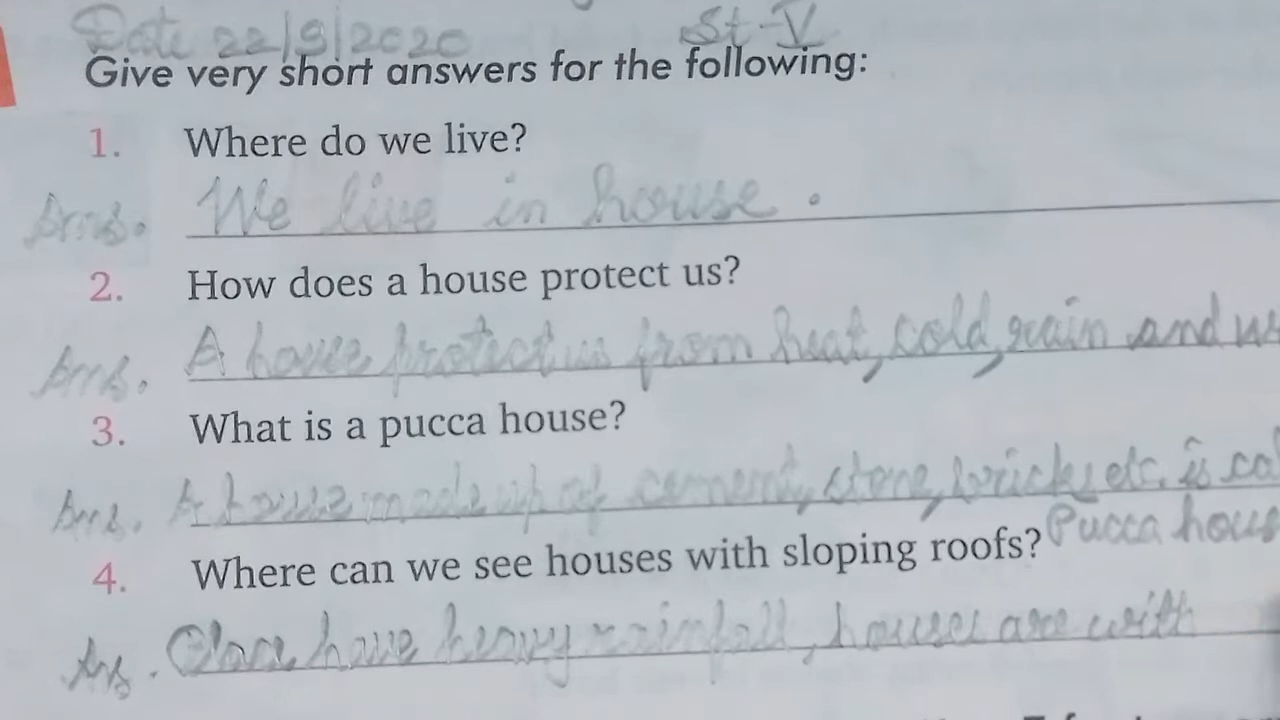 Date 22/9/2020 St-V
Give very short answers for the following:
1. Where do we live?
Ans. We live in house.
2. How does a house protect us?
Ans. A house protect us from heat, cold, rain and
3. What is a pucca house?
Ans. A house made up of cement, stone, bricks etc. is
Pucca
4. Where can we see houses with sloping roofs?
Ans. have heavy rainfall, houses are with